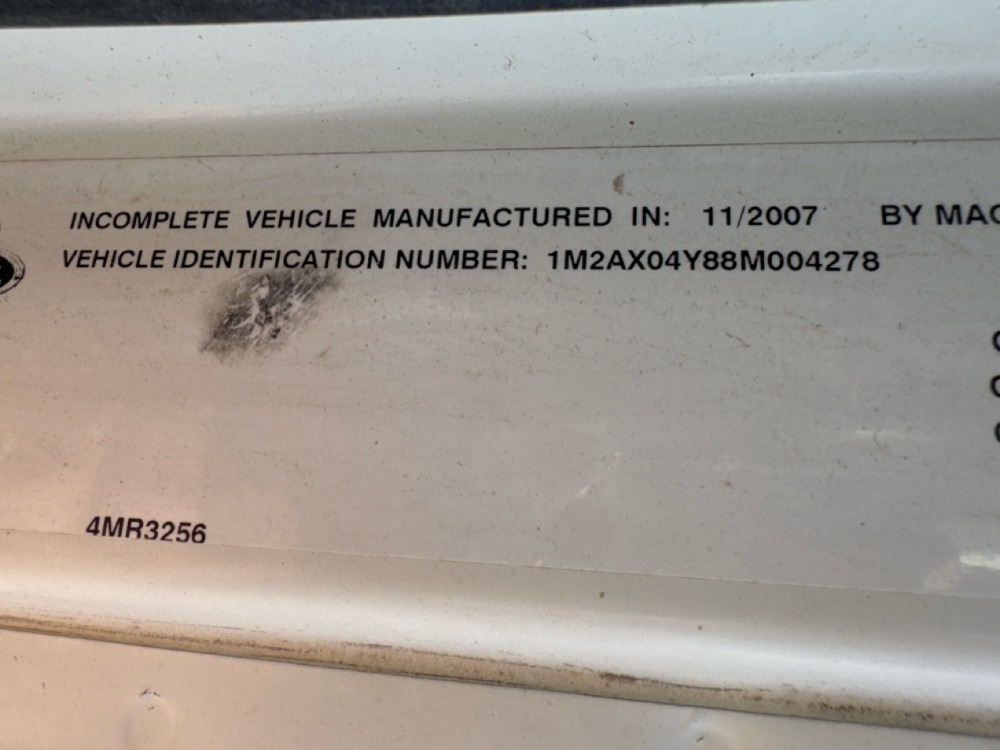 INCOMPLETE VEHICLE MANUFACTURED IN: 11/2007 BY MAC
VEHICLE IDENTIFICATION NUMBER: 1M2AX04Y88M004278
4MR3256